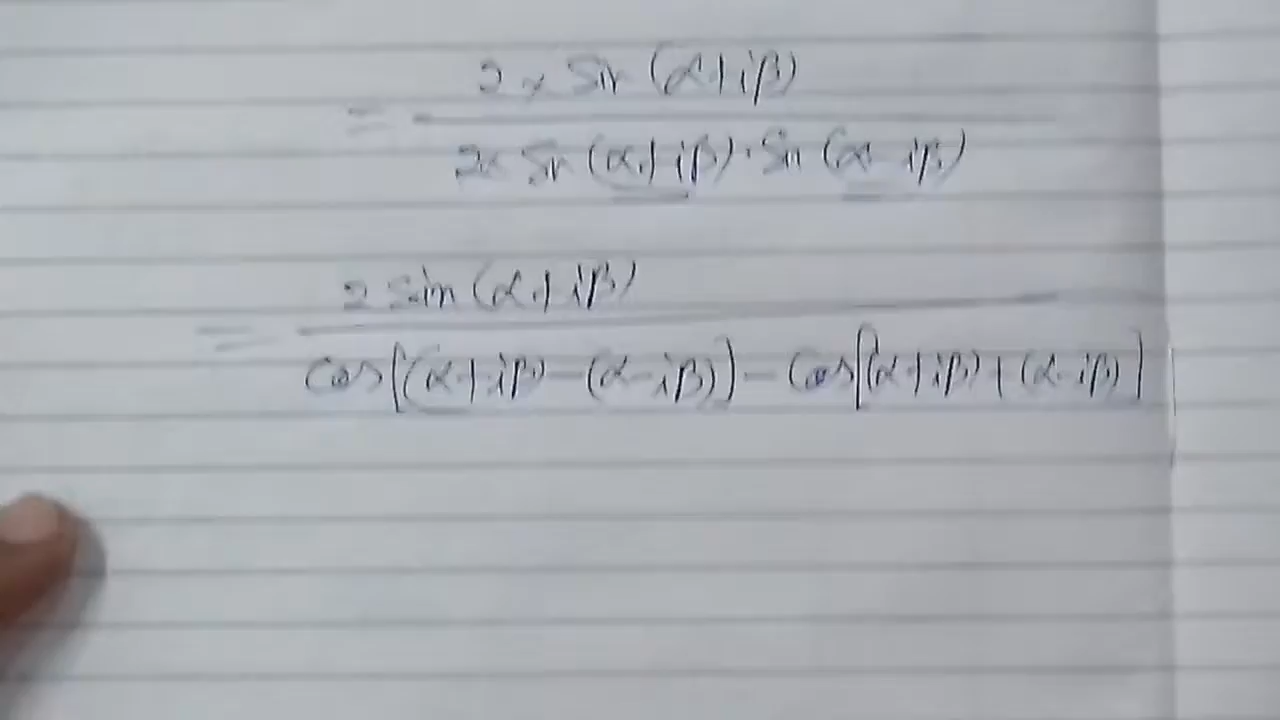 = 2 × Sin (α+iβ)
2× Sin (α+iβ) · Sin (α-iβ)
= 2 Sin (α+iβ)
Cos[(α+iβ)-(α-iβ)] - Cos[(α+iβ)+(α-iβ)]